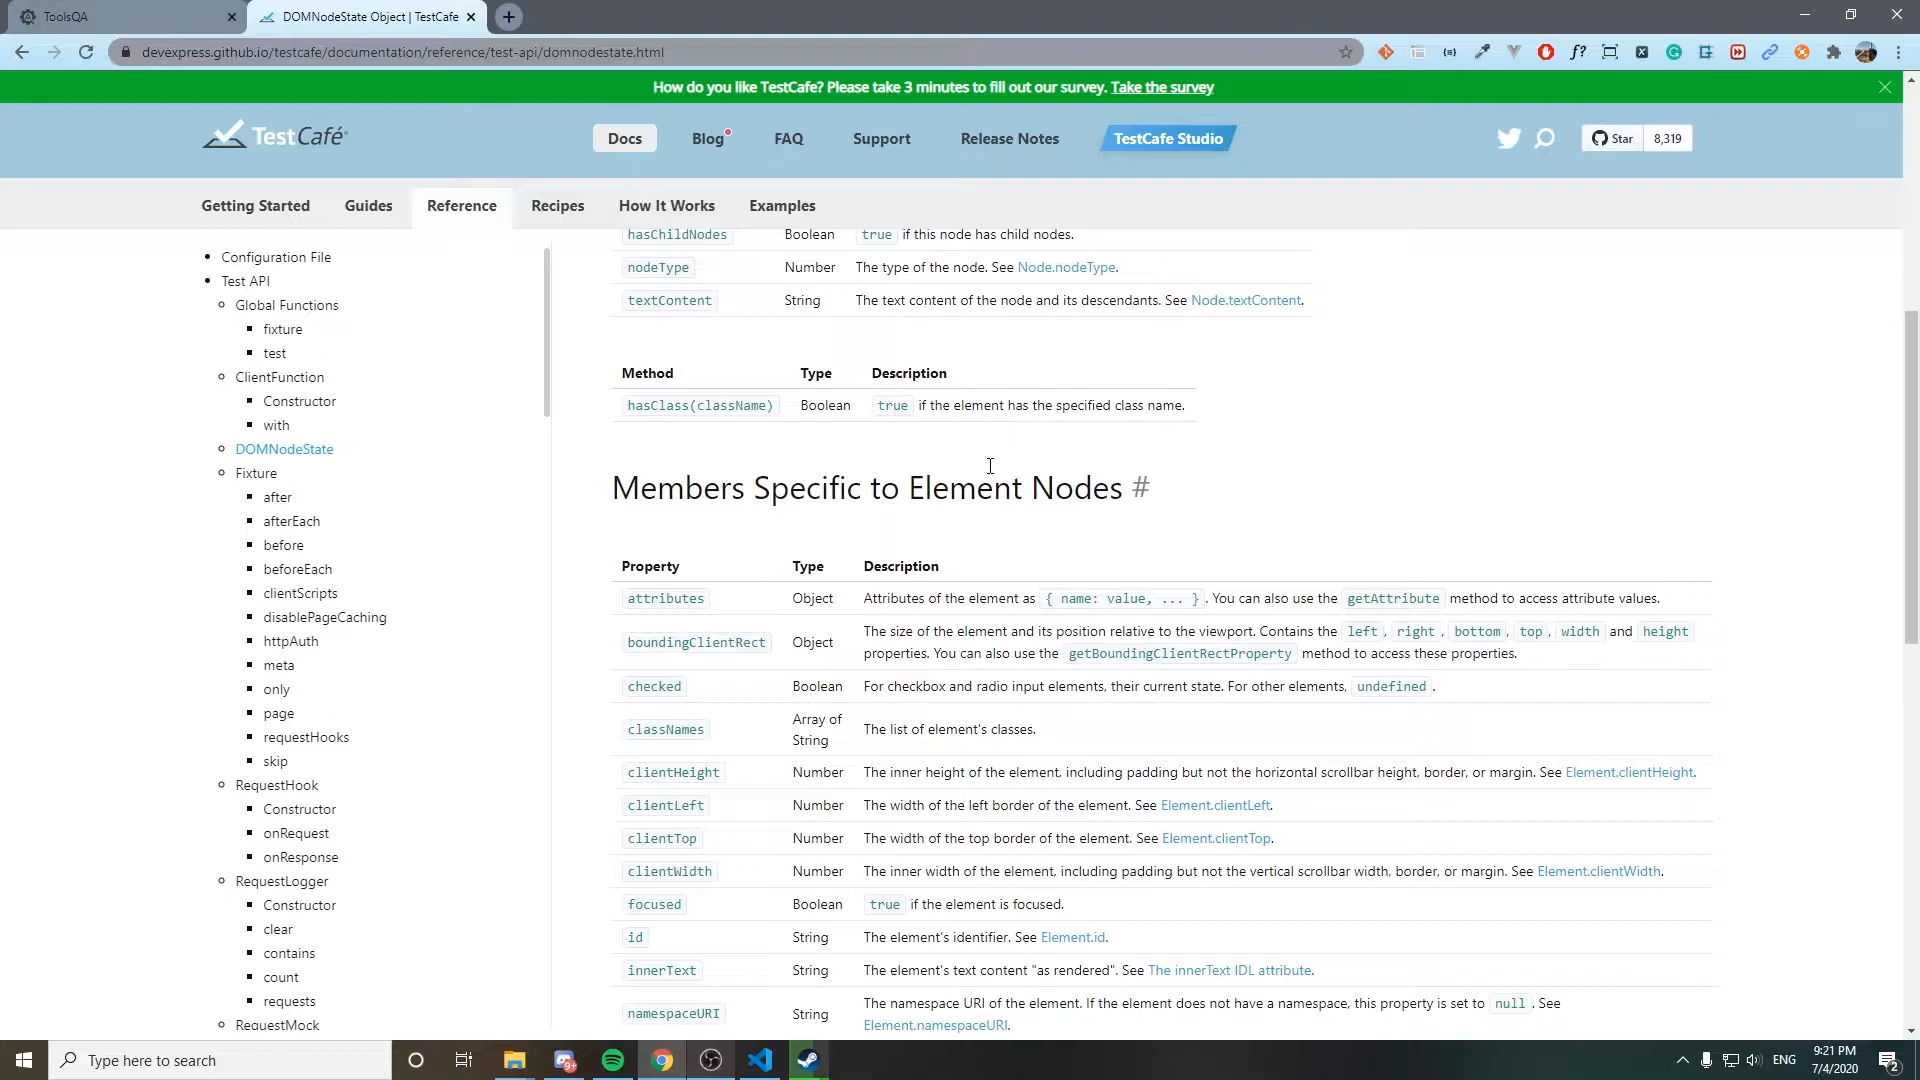 ToolsQA
DOMNodeState Object | TestCafe
devexpress.github.io/testcafe/documentation/reference/test-api/domnodestate.html
How do you like TestCafe? Please take 3 minutes to fill out our survey. Take the survey
TestCafé
Docs
Blog
FAQ
Support
Release Notes
TestCafe Studio
Star
8,319
Getting Started
Guides
Reference
Recipes
How It Works
Examples
Configuration File
Test API
Global Functions
fixture
test
ClientFunction
Constructor
with
DOMNodeState
Fixture
after
afterEach
before
beforeEach
clientScripts
disablePageCaching
httpAuth
meta
only
page
requestHooks
skip
RequestHook
Constructor
onRequest
onResponse
RequestLogger
Constructor
clear
contains
count
requests
RequestMock
hasChildNodes Boolean true if this node has child nodes.
nodeType Number The type of the node. See Node.nodeType.
textContent String The text content of the node and its descendants. See Node.textContent.
Method Type Description
hasClass(className) Boolean true if the element has the specified class name.
Members Specific to Element Nodes #
Property Type Description
attributes Object Attributes of the element as { name: value, ... }. You can also use the getAttribute method to access attribute values.
boundingClientRect Object The size of the element and its position relative to the viewport. Contains the left, right, bottom, top, width and height
properties. You can also use the getBoundingClientRectProperty method to access these properties.
checked Boolean For checkbox and radio input elements, their current state. For other elements, undefined.
classNames Array of String The list of element's classes.
clientHeight Number The inner height of the element, including padding but not the horizontal scrollbar height, border, or margin. See Element.clientHeight.
clientLeft Number The width of the left border of the element. See Element.clientLeft.
clientTop Number The width of the top border of the element. See Element.clientTop.
clientWidth Number The inner width of the element, including padding but not the vertical scrollbar width, border, or margin. See Element.clientWidth.
focused Boolean true if the element is focused.
id String The element's identifier. See Element.id.
innerText String The element's text content "as rendered". See The innerText IDL attribute.
namespaceURI String The namespace URI of the element. If the element does not have a namespace, this property is set to null. See
Element.namespaceURI.
Type here to search
ENG
9:21 PM
7/4/2020
2